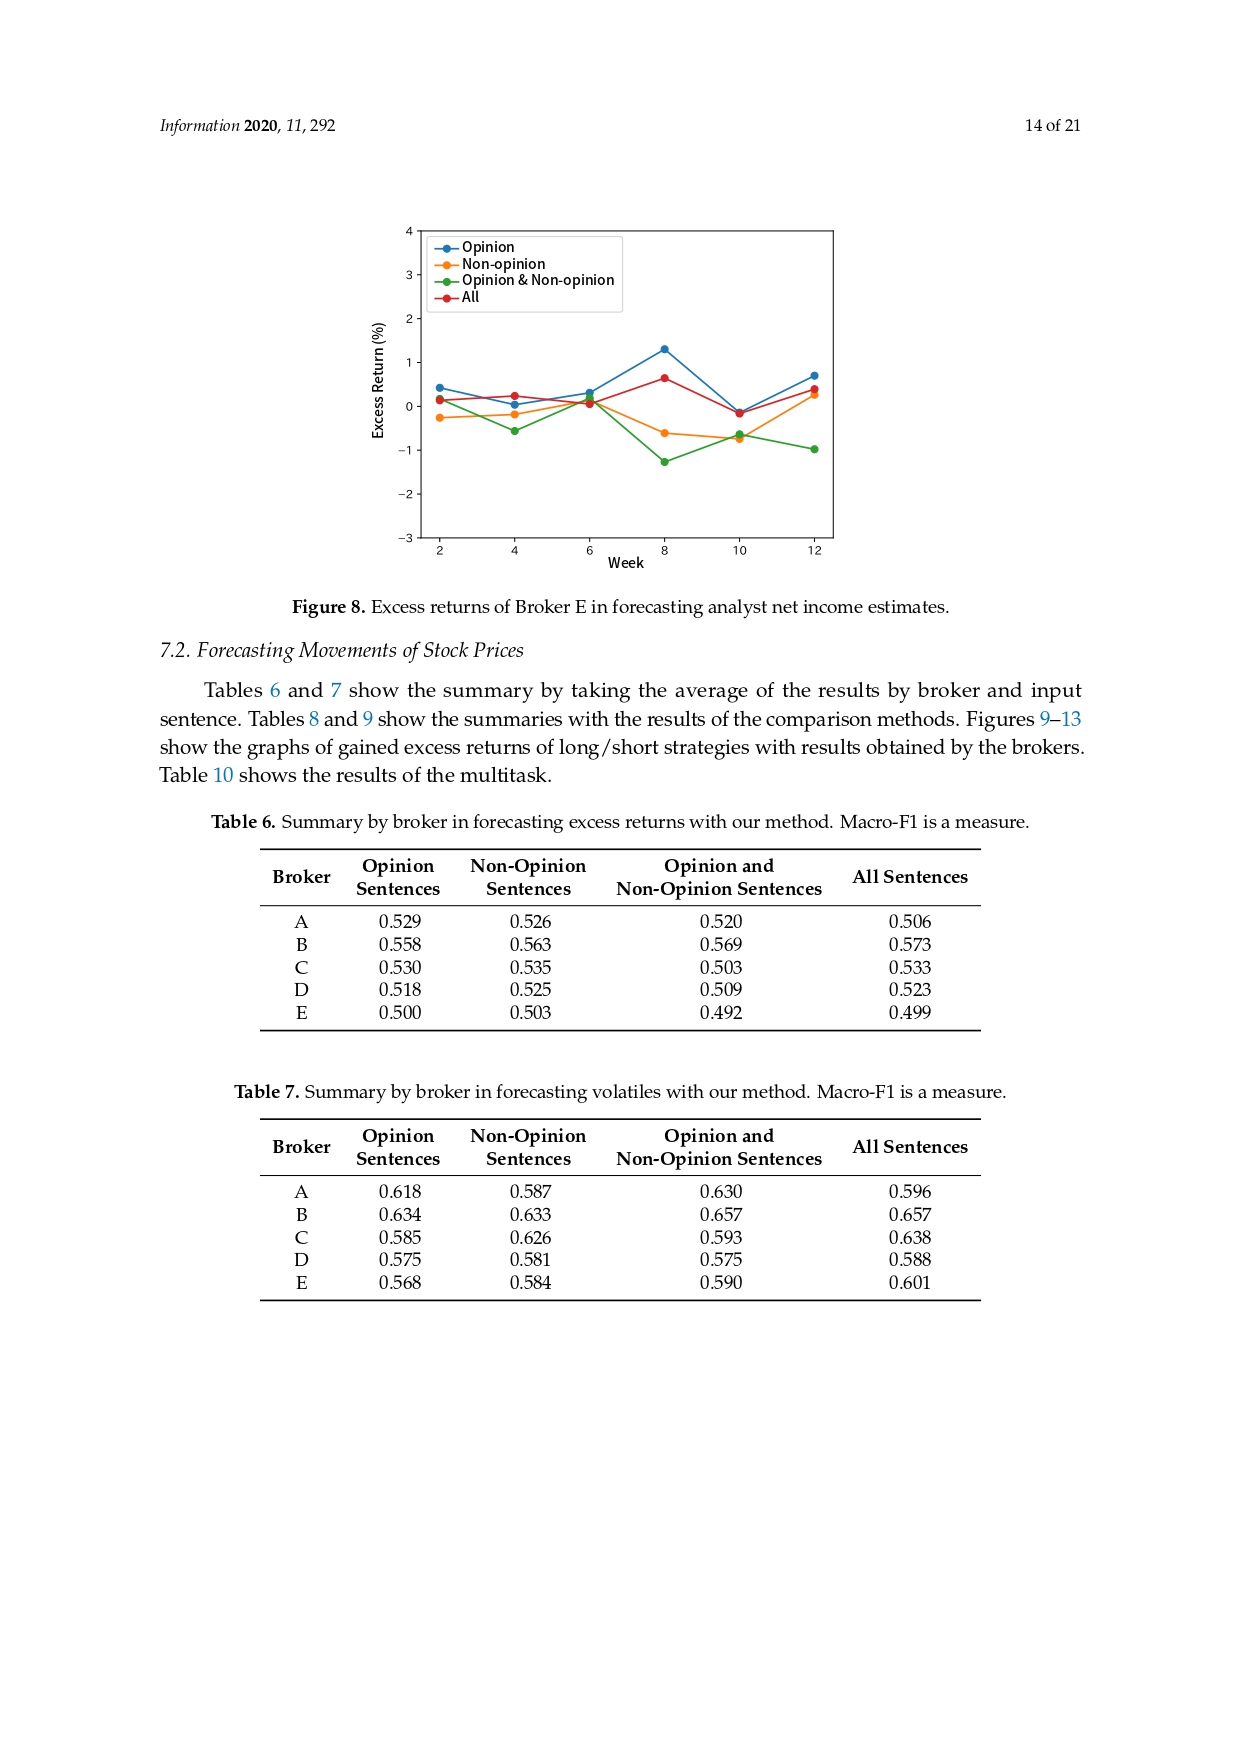 Information 2020, 11, 292
14 of 21
4
3
2
1
0
−1
−2
−3
Excess Return (%)
Opinion
Non-opinion
Opinion & Non-opinion
All
2 4 6 8 10 12
Week
Figure 8. Excess returns of Broker E in forecasting analyst net income estimates.
7.2. Forecasting Movements of Stock Prices
Tables 6 and 7 show the summary by taking the average of the results by broker and input
sentence. Tables 8 and 9 show the summaries with the results of the comparison methods. Figures 9–13
show the graphs of gained excess returns of long/short strategies with results obtained by the brokers.
Table 10 shows the results of the multitask.
Table 6. Summary by broker in forecasting excess returns with our method. Macro-F1 is a measure.
Broker Opinion Sentences Non-Opinion Sentences Opinion and Non-Opinion Sentences All Sentences
A 0.529 0.526 0.520 0.506
B 0.558 0.563 0.569 0.573
C 0.530 0.535 0.503 0.533
D 0.518 0.525 0.509 0.523
E 0.500 0.503 0.492 0.499
Table 7. Summary by broker in forecasting volatiles with our method. Macro-F1 is a measure.
Broker Opinion Sentences Non-Opinion Sentences Opinion and Non-Opinion Sentences All Sentences
A 0.618 0.587 0.630 0.596
B 0.634 0.633 0.657 0.657
C 0.585 0.626 0.593 0.638
D 0.575 0.581 0.575 0.588
E 0.568 0.584 0.590 0.601